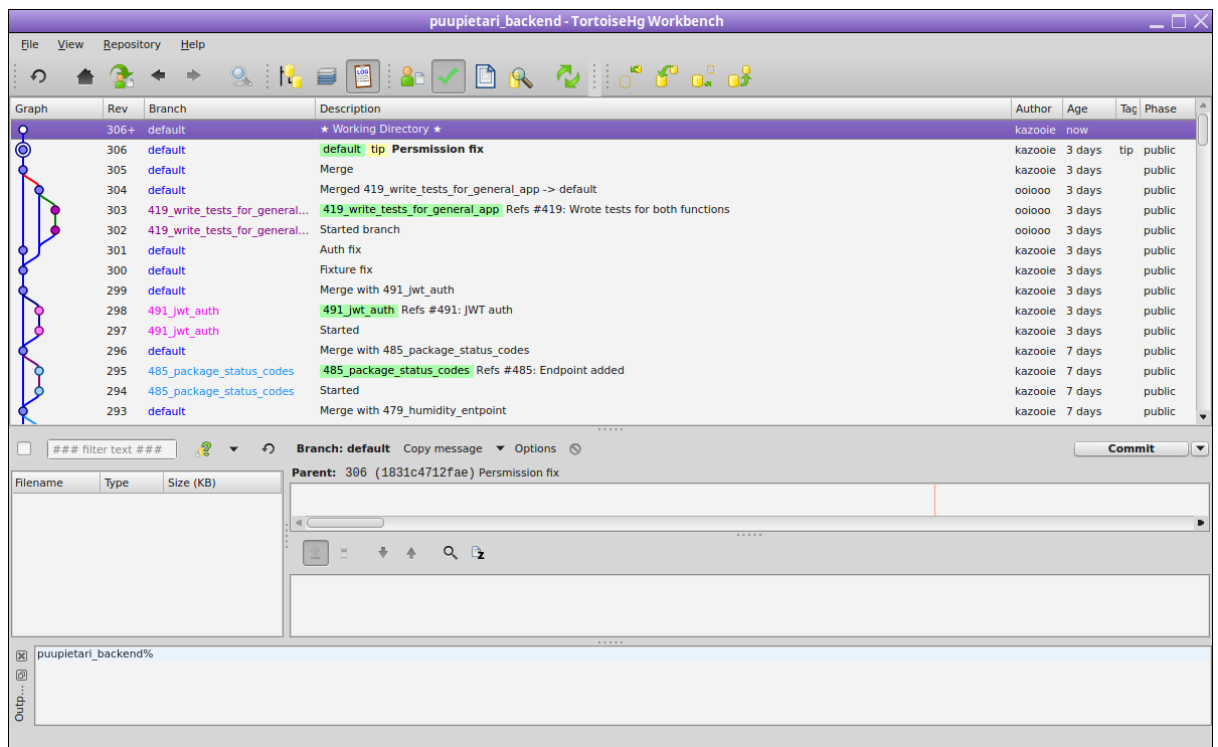 puupietari_backend - TortoiseHg Workbench
File View Repository Help
LOG
Graph Rev Branch Description Author Age Tag Phase
306+ default ★ Working Directory ★ kazooie now
306 default default tip Persmission fix kazooie 3 days tip public
305 default Merge kazooie 3 days public
304 default Merged 419_write_tests_for_general_app -> default ooiooo 3 days public
303 419_write_tests_for_general... 419_write_tests_for_general_app Refs #419: Wrote tests for both functions ooiooo 3 days public
302 419_write_tests_for_general... Started branch ooiooo 3 days public
301 default Auth fix kazooie 3 days public
300 default Fixture fix kazooie 3 days public
299 default Merge with 491_jwt_auth kazooie 3 days public
298 491_jwt_auth 491_jwt_auth Refs #491: JWT auth kazooie 3 days public
297 491_jwt_auth Started kazooie 3 days public
296 default Merge with 485_package_status_codes kazooie 7 days public
295 485_package_status_codes 485_package_status_codes Refs #485: Endpoint added kazooie 7 days public
294 485_package_status_codes Started kazooie 7 days public
293 default Merge with 479_humidity_entpoint kazooie 7 days public
### filter text ### Branch: default Copy message Options Commit
Parent: 306 (1831c4712fae) Persmission fix
Filename Type Size (KB)
z
puupietari_backend%
Outp...